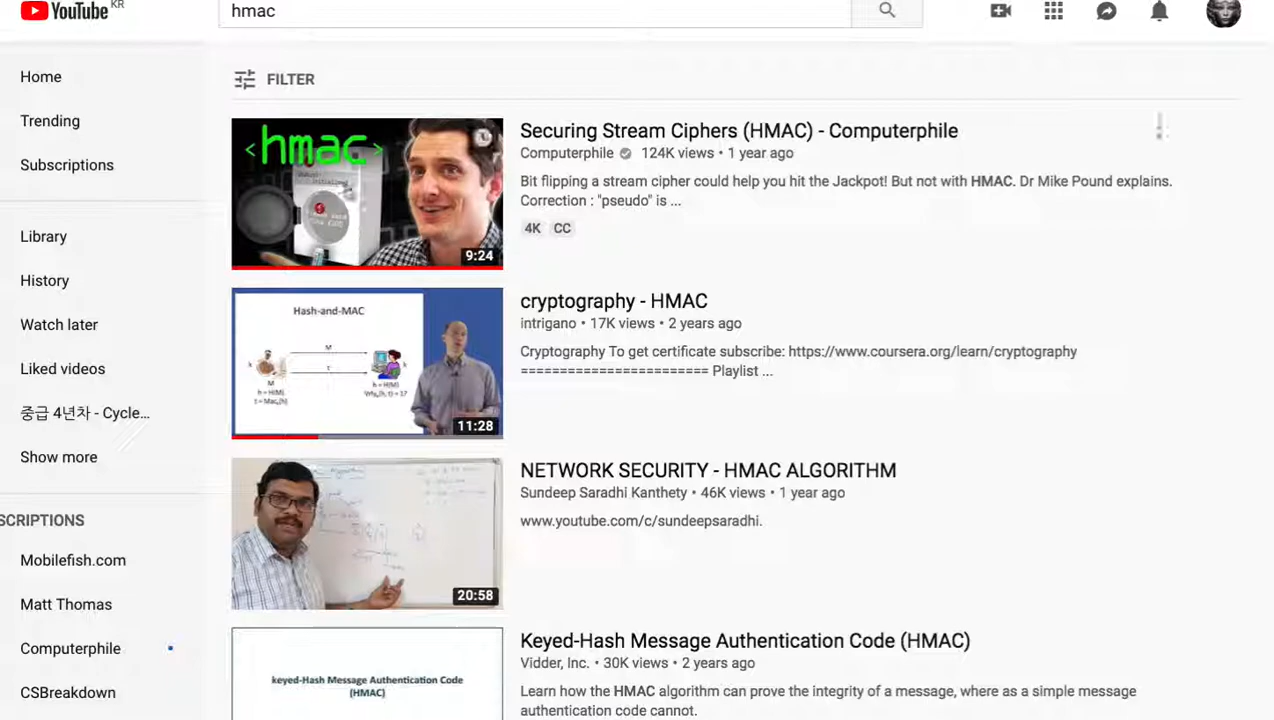 YouTube KR
hmac
Home
Trending
Subscriptions
Library
History
Watch later
Liked videos
중급 4년차 - Cycle...
Show more
SCRIPTIONS
Mobilefish.com
Matt Thomas
Computerphile
CSBreakdown
FILTER
<hmac>
9:24
Securing Stream Ciphers (HMAC) - Computerphile
Computerphile 124K views • 1 year ago
Bit flipping a stream cipher could help you hit the Jackpot! But not with HMAC. Dr Mike Pound explains.
Correction : "pseudo" is ...
4K CC
Hash-and-MAC
M
t
k
k
M
h = H(M)
h = H(M)
11:28
cryptography - HMAC
intrigano • 17K views • 2 years ago
Cryptography To get certificate subscribe: https://www.coursera.org/learn/cryptography
======================== Playlist ...
20:58
NETWORK SECURITY - HMAC ALGORITHM
Sundeep Saradhi Kanthety • 46K views • 1 year ago
www.youtube.com/c/sundeepsaradhi.
keyed-Hash Message Authentication Code
(HMAC)
Keyed-Hash Message Authentication Code (HMAC)
Vidder, Inc. • 30K views • 2 years ago
Learn how the HMAC algorithm can prove the integrity of a message, where as a simple message
authentication code cannot.